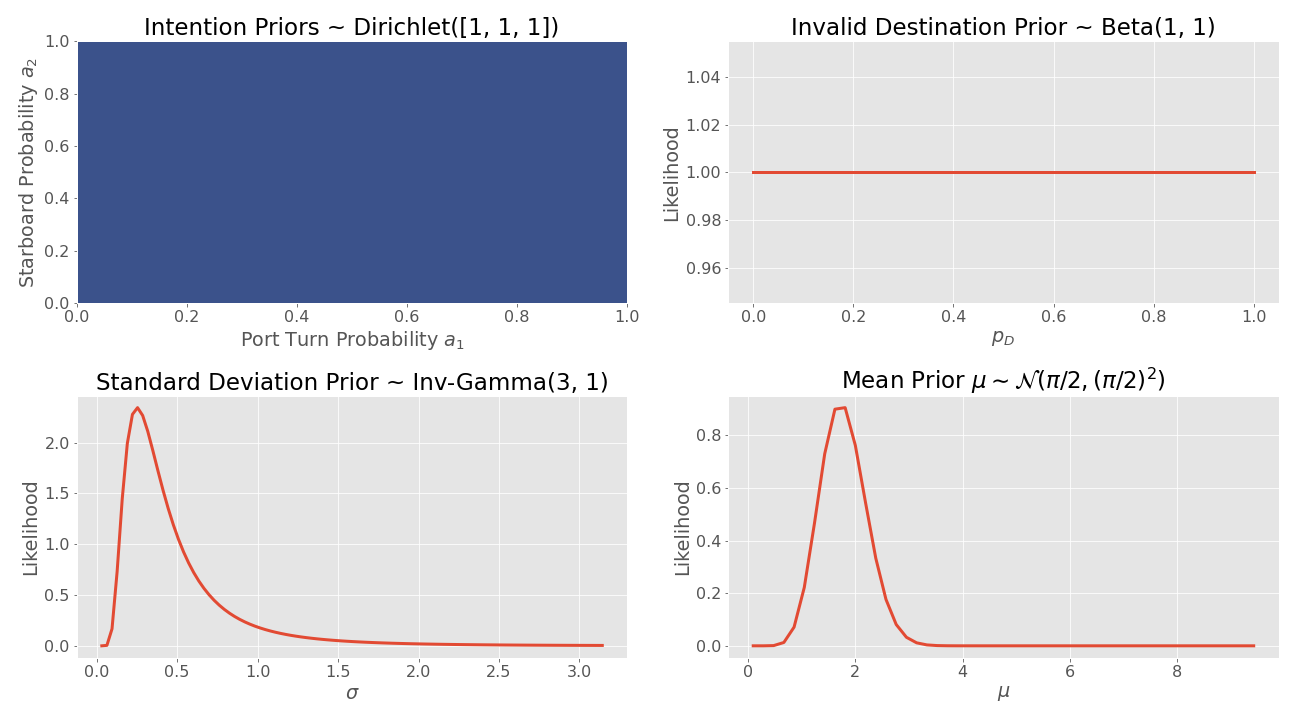 Intention Priors ~ Dirichlet([1, 1, 1])
1.0
0.8
0.6
0.4
0.2
0.0
Starboard Probability a₂
0.0 0.2 0.4 0.6 0.8 1.0
Port Turn Probability a₁
Invalid Destination Prior ~ Beta(1, 1)
1.04
1.02
1.00
0.98
0.96
Likelihood
0.0 0.2 0.4 0.6 0.8 1.0
p_D
Standard Deviation Prior ~ Inv-Gamma(3, 1)
2.0
1.5
1.0
0.5
0.0
Likelihood
0.0 0.5 1.0 1.5 2.0 2.5 3.0
σ
Mean Prior μ ~ 𝒩(π/2, (π/2)²)
0.8
0.6
0.4
0.2
0.0
Likelihood
0 2 4 6 8
μ